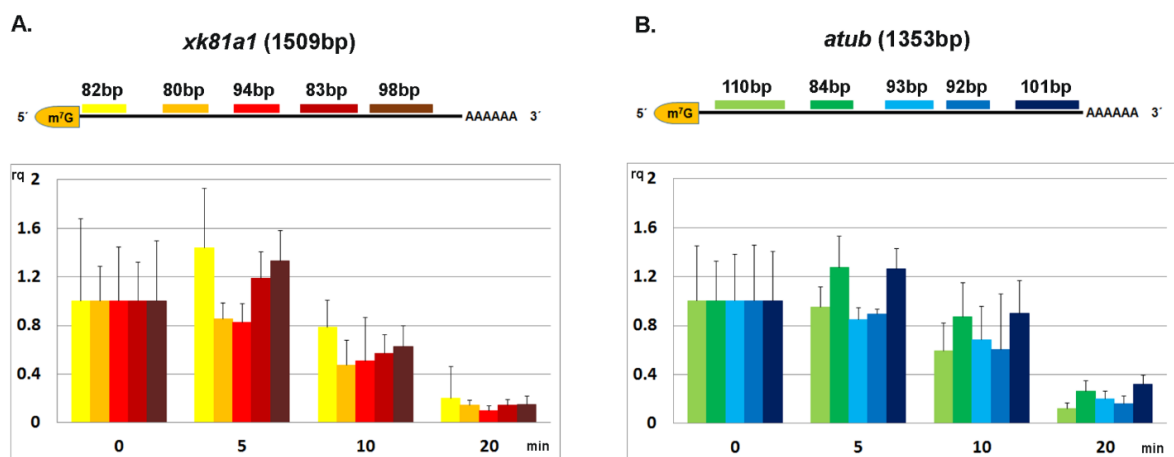 A.
xk81a1 (1509bp)
82bp 80bp 94bp 83bp 98bp
5´ m⁷G AAAAAA 3´
rq
2
1.6
1.2
0.8
0.4
0
0 5 10 20 min
B.
atub (1353bp)
110bp 84bp 93bp 92bp 101bp
5´ m⁷G AAAAAA 3´
rq
2
1.6
1.2
0.8
0.4
0
0 5 10 20 min